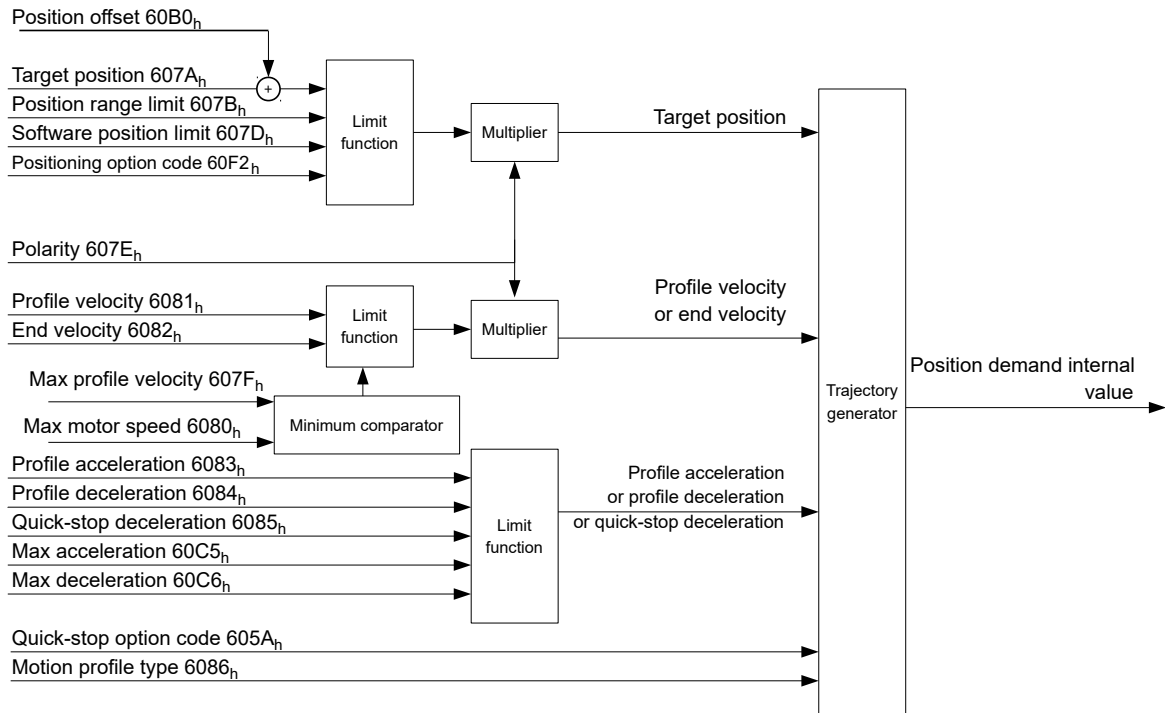 Position offset 60B0h
Target position 607Ah
+
Position range limit 607Bh
Software position limit 607Dh
Positioning option code 60F2h
Limit
function
Multiplier
Target position
Polarity 607Eh
Profile velocity 6081h
End velocity 6082h
Limit
function
Multiplier
Profile velocity
or end velocity
Max profile velocity 607Fh
Max motor speed 6080h
Minimum comparator
Trajectory
generator
Position demand internal
value
Profile acceleration 6083h
Profile deceleration 6084h
Quick-stop deceleration 6085h
Max acceleration 60C5h
Max deceleration 60C6h
Limit
function
Profile acceleration
or profile deceleration
or quick-stop deceleration
Quick-stop option code 605Ah
Motion profile type 6086h